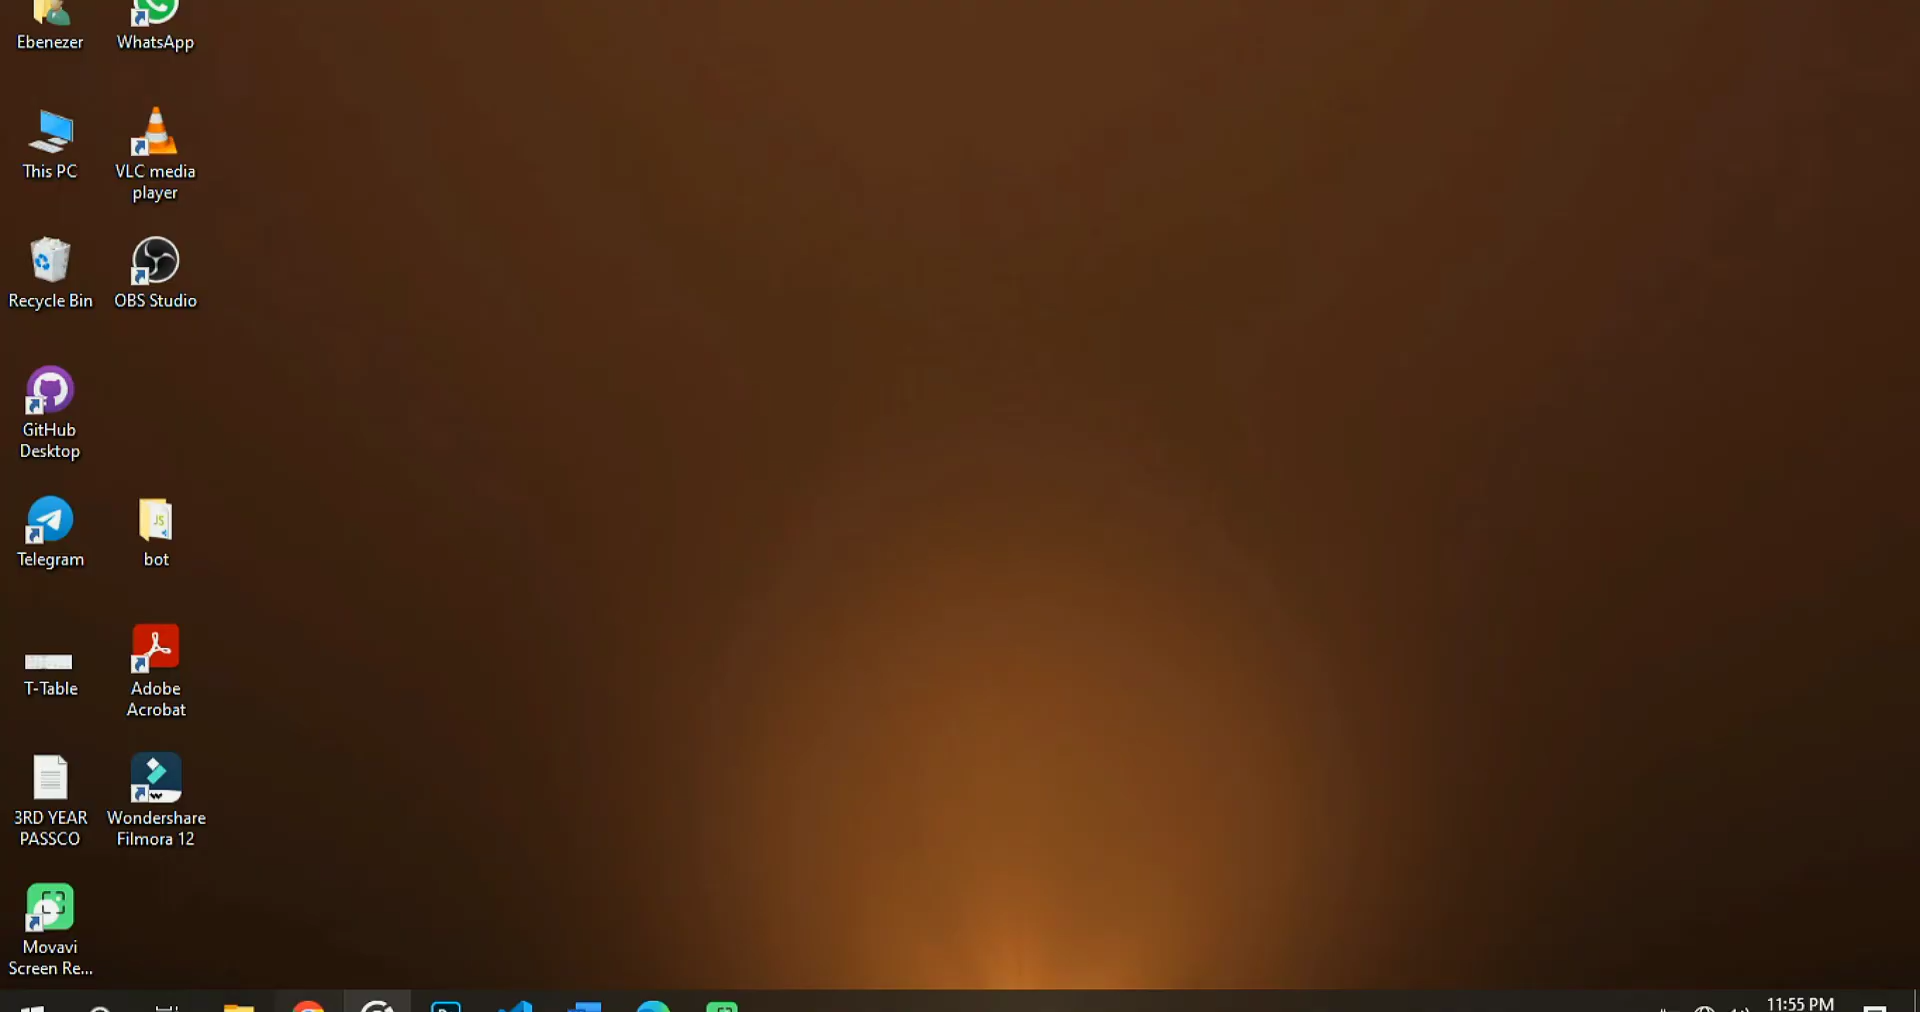 Ebenezer
WhatsApp
This PC
VLC media
player
Recycle Bin
OBS Studio
GitHub
Desktop
Telegram
JS
bot
T-Table
Adobe
Acrobat
3RD YEAR
PASSCO
Wondershare
Filmora 12
Movavi
Screen Re...
11:55 PM